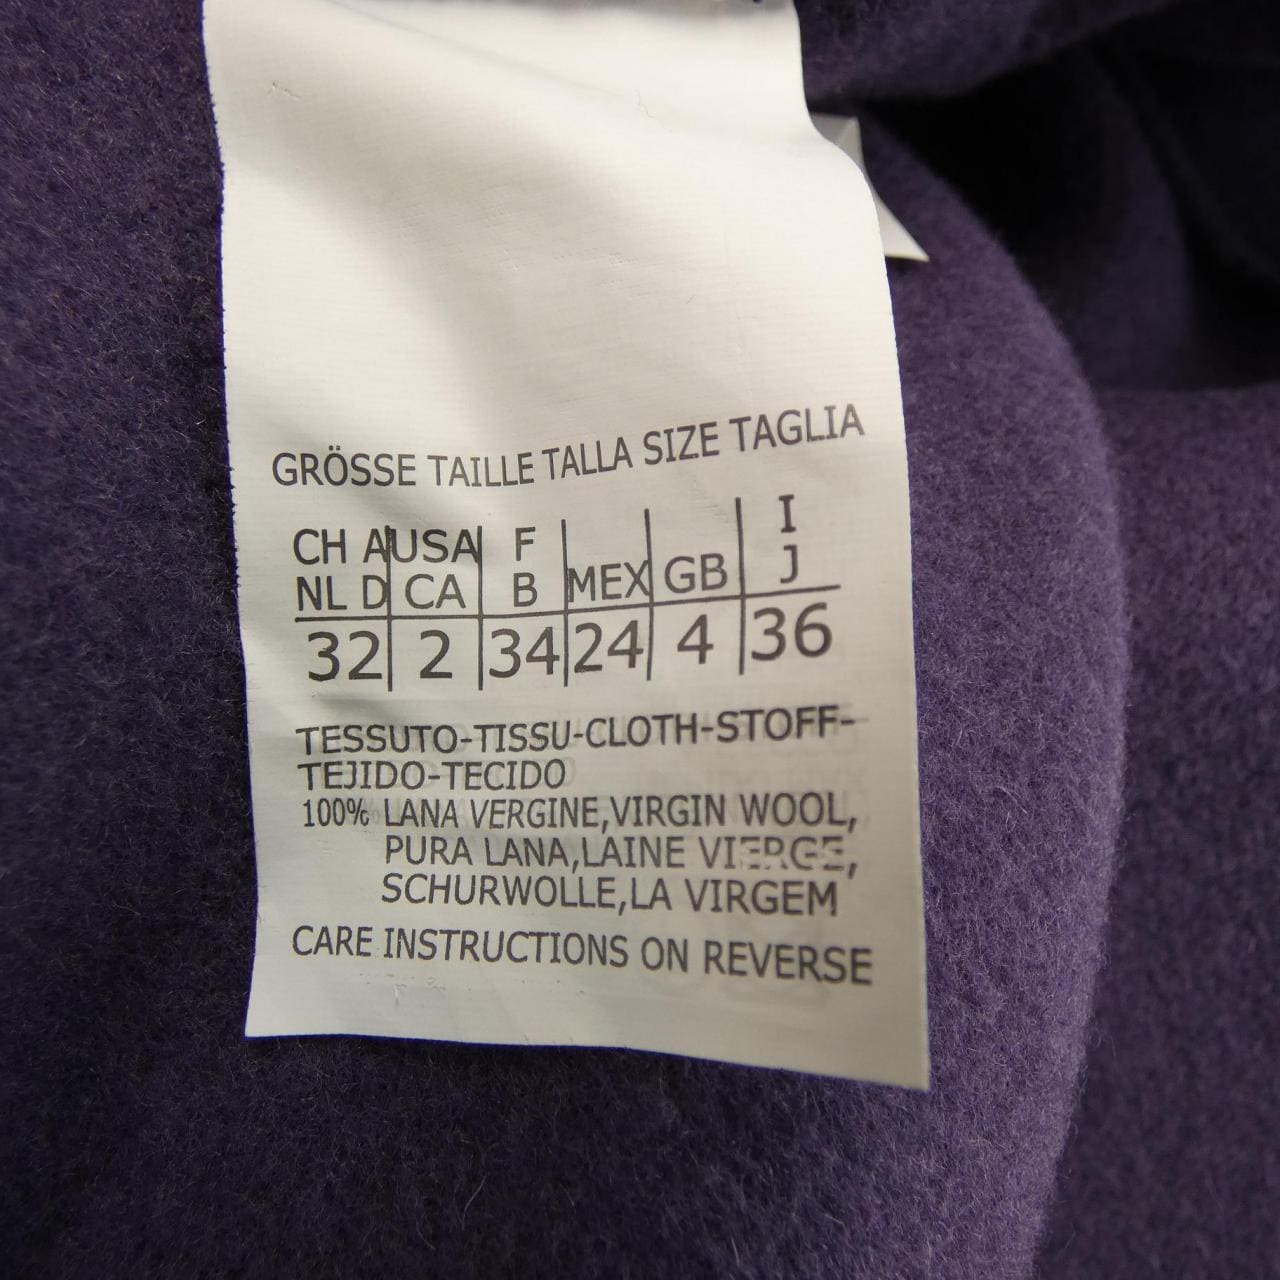 GRÖSSE TAILLE TALLA SIZE TAGLIA
CH A USA F I
NL D CA B MEX GB J
32 2 34 24 4 36
TESSUTO-TISSU-CLOTH-STOFF-
TEJIDO-TECIDO
100% LANA VERGINE,VIRGIN WOOL,
PURA LANA,LAINE VIERGE,
SCHURWOLLE,LA VIRGEM
CARE INSTRUCTIONS ON REVERSE